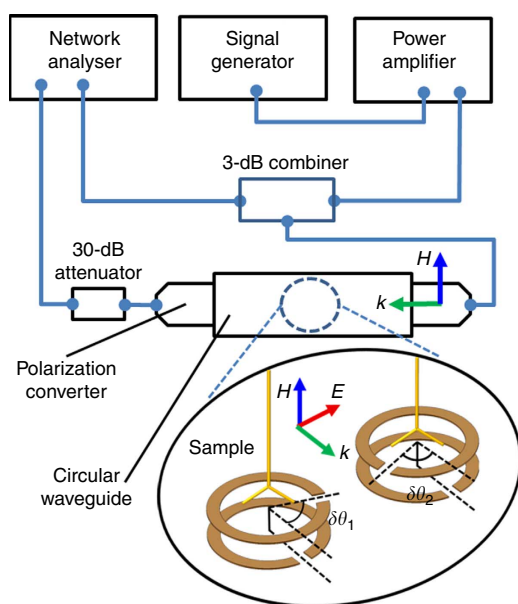 Network
analyser
Signal
generator
Power
amplifier
3-dB combiner
30-dB
attenuator
H
k
Polarization
converter
H
E
k
Sample
Circular
waveguide
δθ1
δθ2